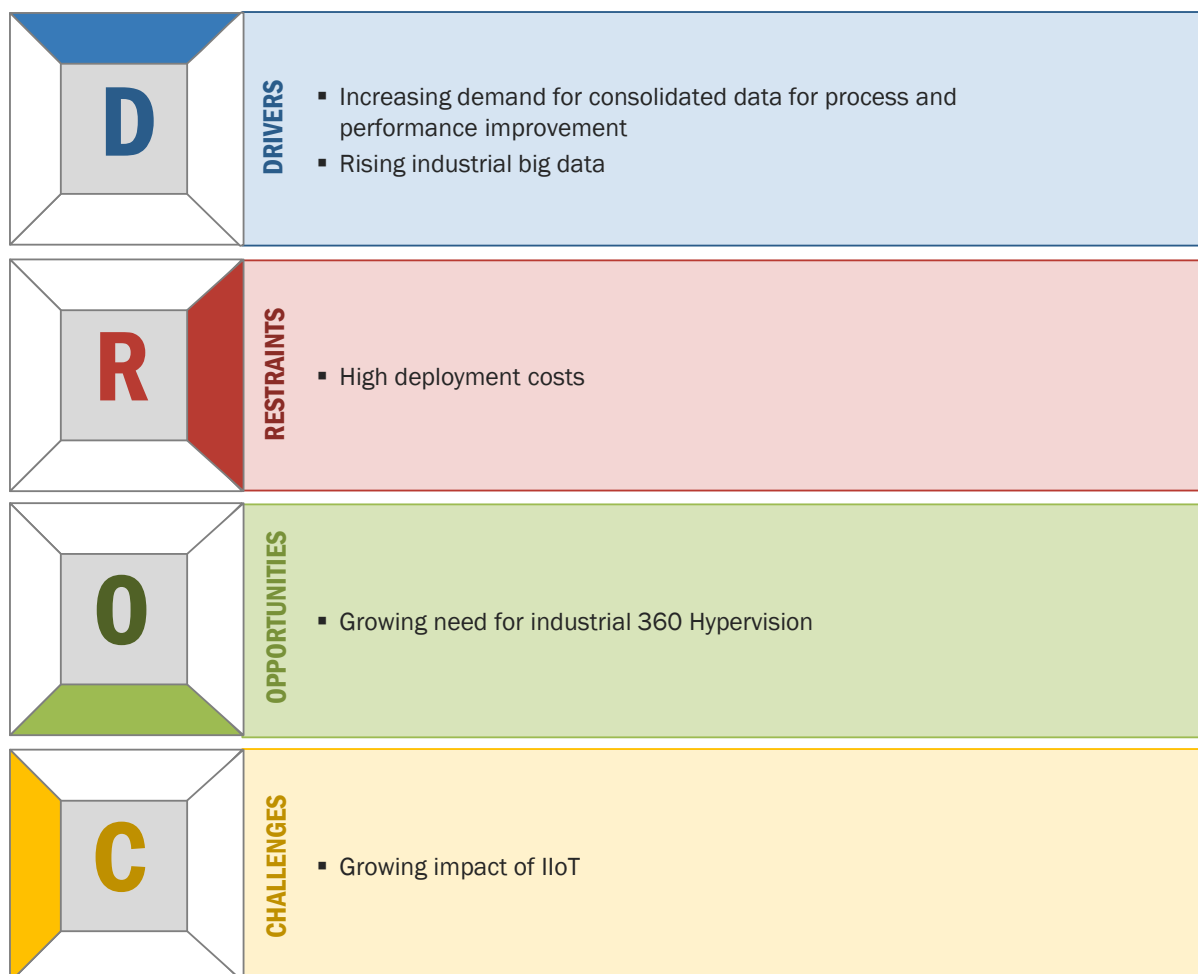 D
DRIVERS
▪ Increasing demand for consolidated data for process and
performance improvement
▪ Rising industrial big data
R
RESTRAINTS
▪ High deployment costs
O
OPPORTUNITIES
▪ Growing need for industrial 360 Hypervision
C
CHALLENGES
▪ Growing impact of IIoT